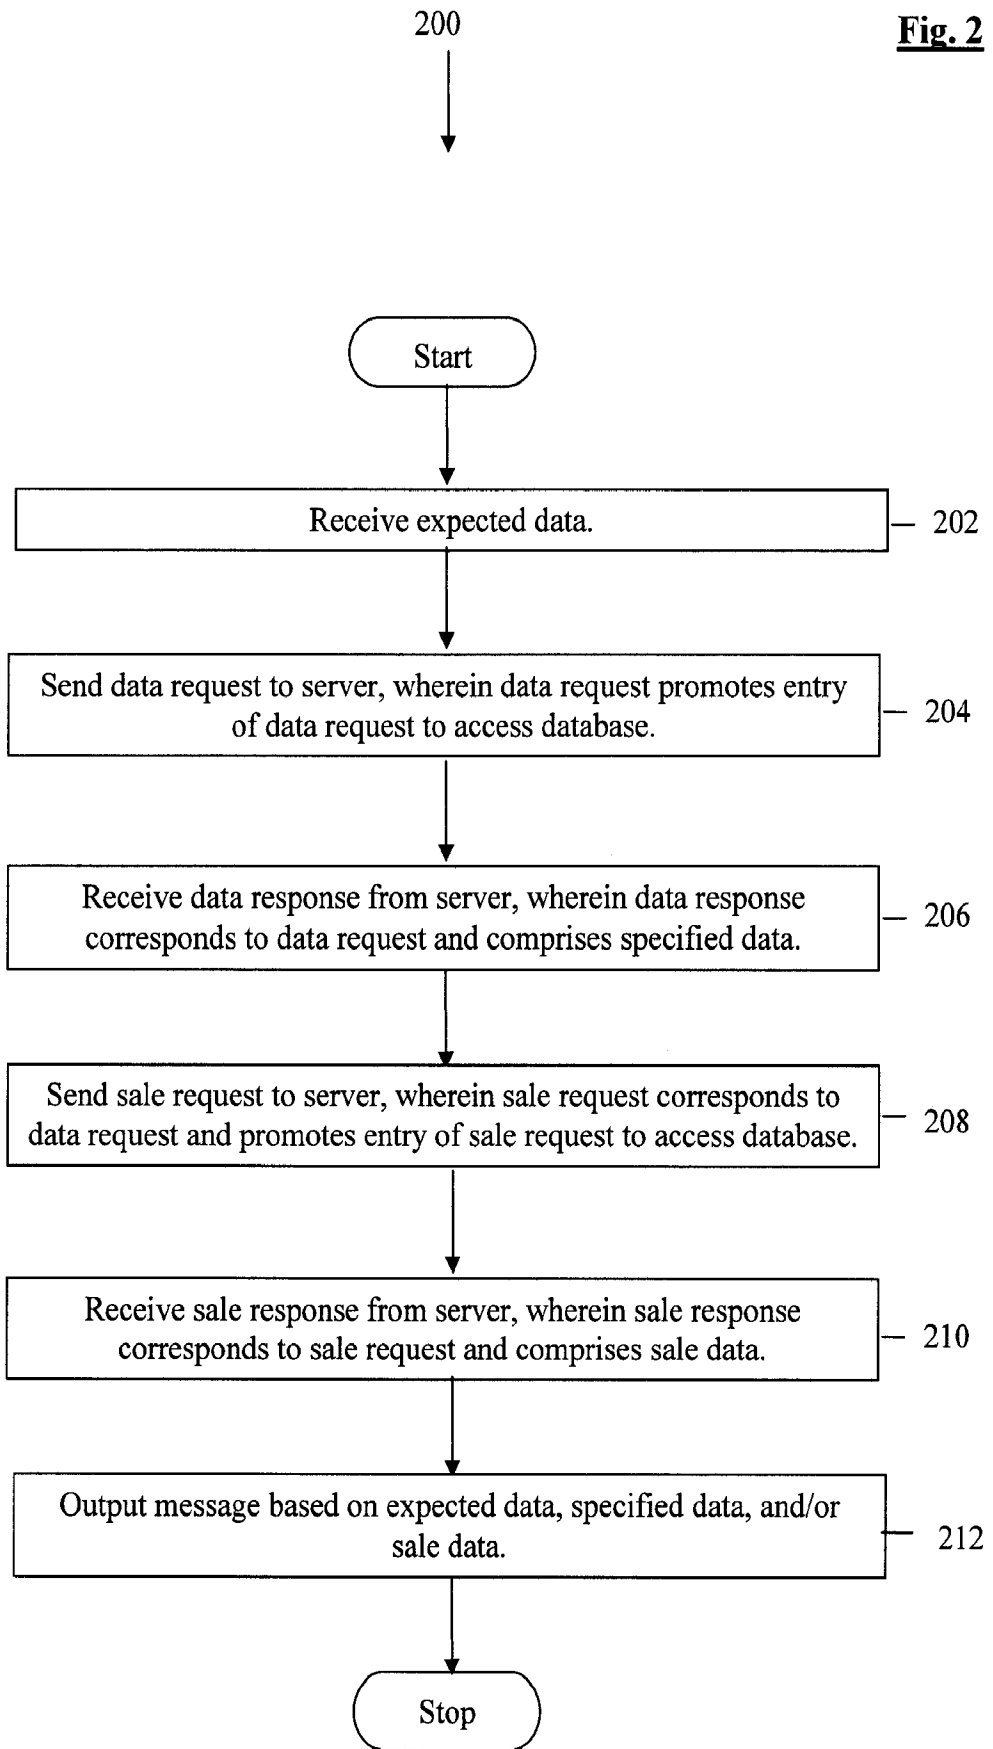 200
Fig. 2
Start
Receive expected data.
202
Send data request to server, wherein data request promotes entry
of data request to access database.
204
Receive data response from server, wherein data response
corresponds to data request and comprises specified data.
206
Send sale request to server, wherein sale request corresponds to
data request and promotes entry of sale request to access database.
208
Receive sale response from server, wherein sale response
corresponds to sale request and comprises sale data.
210
Output message based on expected data, specified data, and/or
sale data.
212
Stop